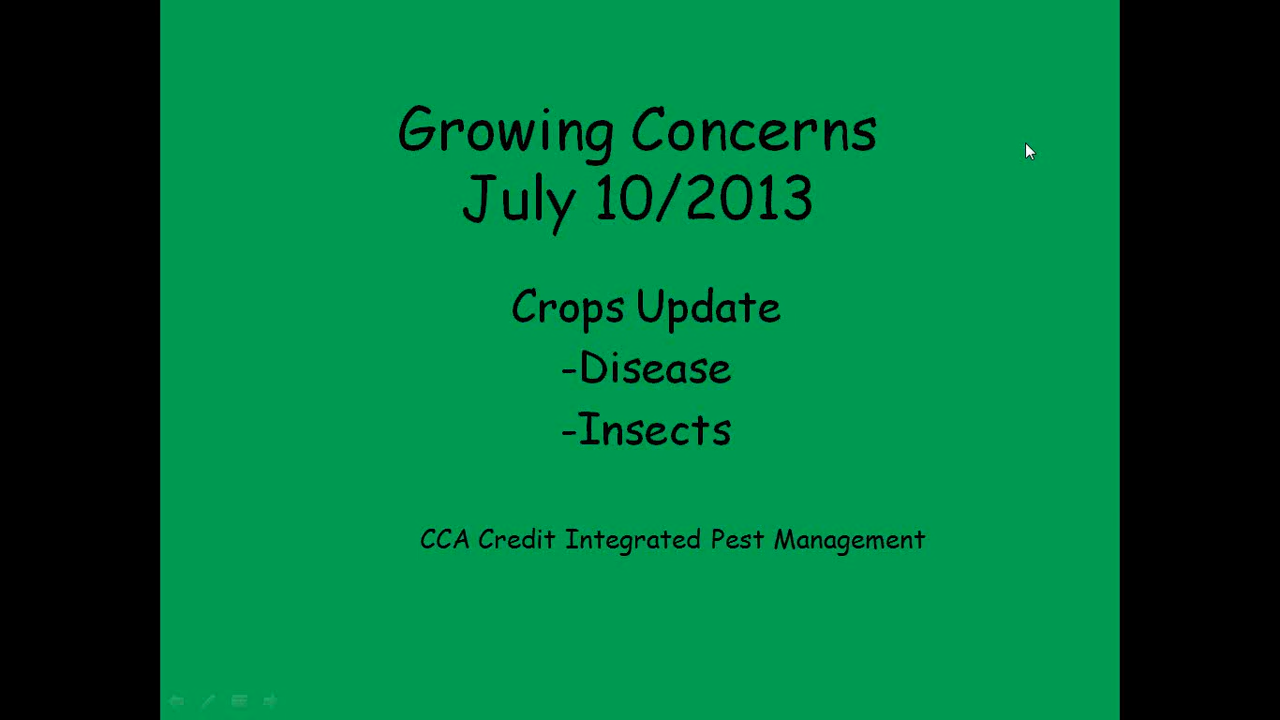 Growing Concerns
July 10/2013
Crops Update
-Disease
-Insects
CCA Credit Integrated Pest Management